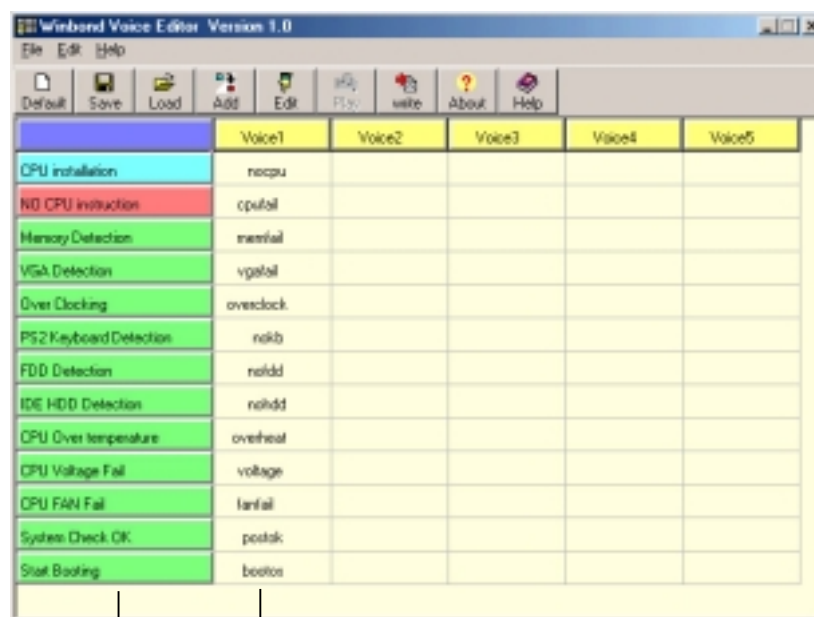 Winbond Voice Editor Version 1.0
File Edit Help
Default Save Load Add Edit Play write About Help
Voice1 Voice2 Voice3 Voice4 Voice5
CPU installation nocpu
NO CPU instruction cpufail
Memory Detection memfail
VGA Detection vgafail
Over Clocking overclock
PS2 Keyboard Detection nokb
FDD Detection nofdd
IDE HDD Detection nohdd
CPU Over temperature overheat
CPU Voltage Fail voltage
CPU FAN Fail fanfail
System Check OK postok
Start Booting bootos